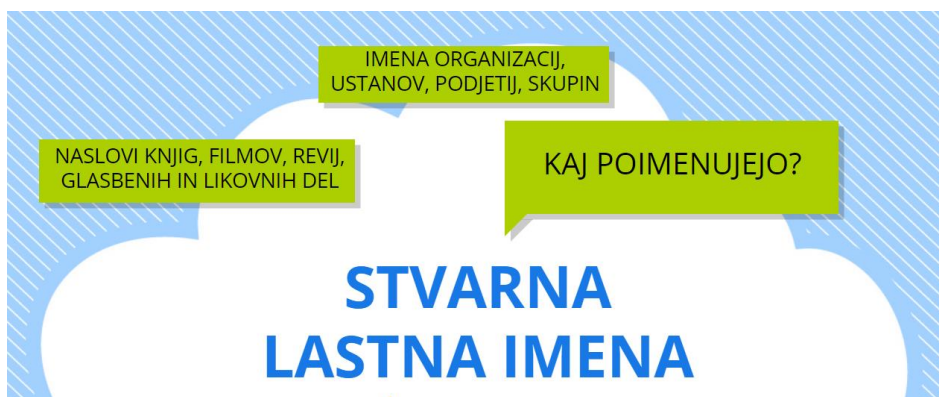 IMENA ORGANIZACIJ,
USTANOV, PODJETIJ, SKUPIN
NASLOVI KNJIG, FILMOV, REVIJ,
GLASBENIH IN LIKOVNIH DEL
KAJ POIMENUJEJO?
STVARNA
LASTNA IMENA